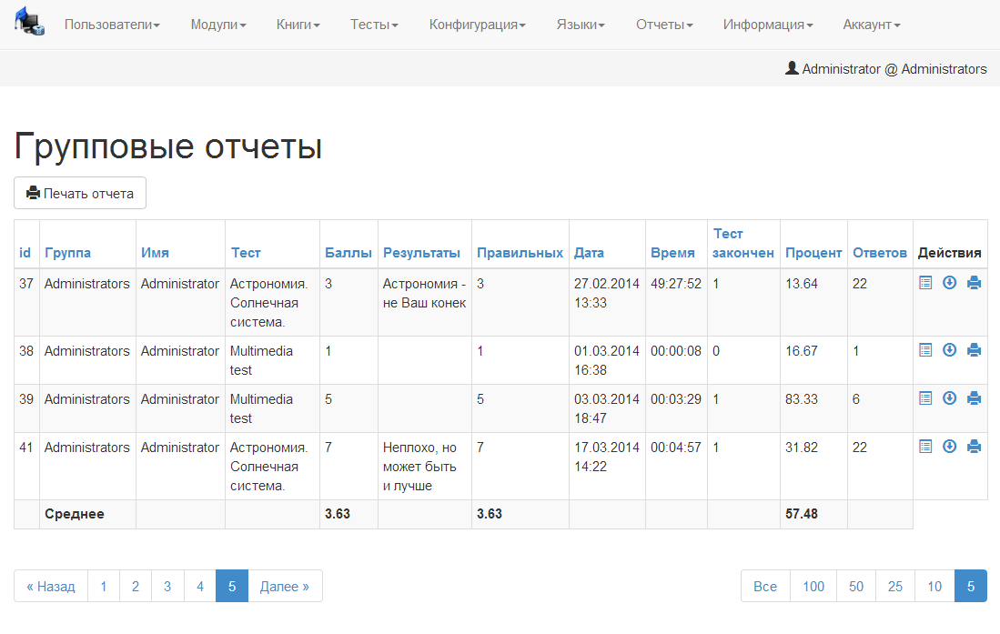 Пользователи Модули Книги Тесты Конфигурация Языки Отчеты Информация Аккаунт
Administrator @ Administrators
Групповые отчеты
Печать отчета
id Группа Имя Тест Баллы Результаты Правильных Дата Время Тест закончен Процент Ответов Действия
37 Administrators Administrator Астрономия. Солнечная система. 3 Астрономия - не Ваш конек 3 27.02.2014 13:33 49:27:52 1 13.64 22
38 Administrators Administrator Multimedia test 1 1 01.03.2014 16:38 00:00:08 0 16.67 1
39 Administrators Administrator Multimedia test 5 5 03.03.2014 18:47 00:03:29 1 83.33 6
41 Administrators Administrator Астрономия. Солнечная система. 7 Неплохо, но может быть и лучше 7 17.03.2014 14:22 00:04:57 1 31.82 22
Среднее 3.63 3.63 57.48
« Назад 1 2 3 4 5 Далее » Все 100 50 25 10 5